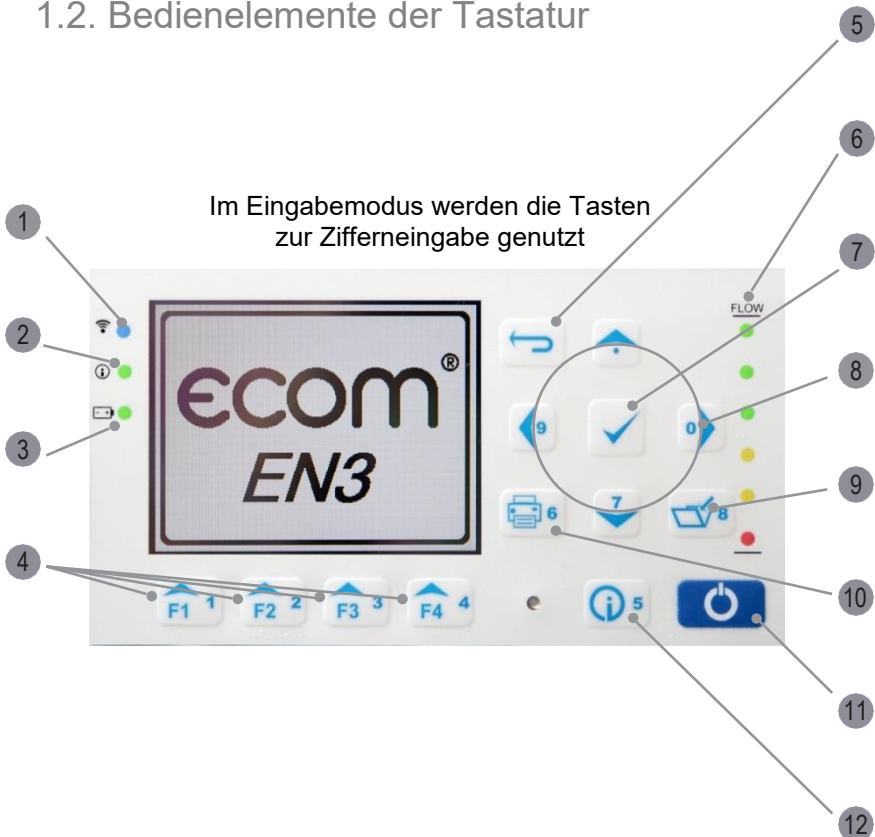 1.2. Bedienelemente der Tastatur
5
6
Im Eingabemodus werden die Tasten
zur Zifferneingabe genutzt
1
7
FLOW
2
ecom®
9
0
8
EN3
3
6
7
8
9
4
F1 1
F2 2
F3 3
F4 4
5
10
11
12